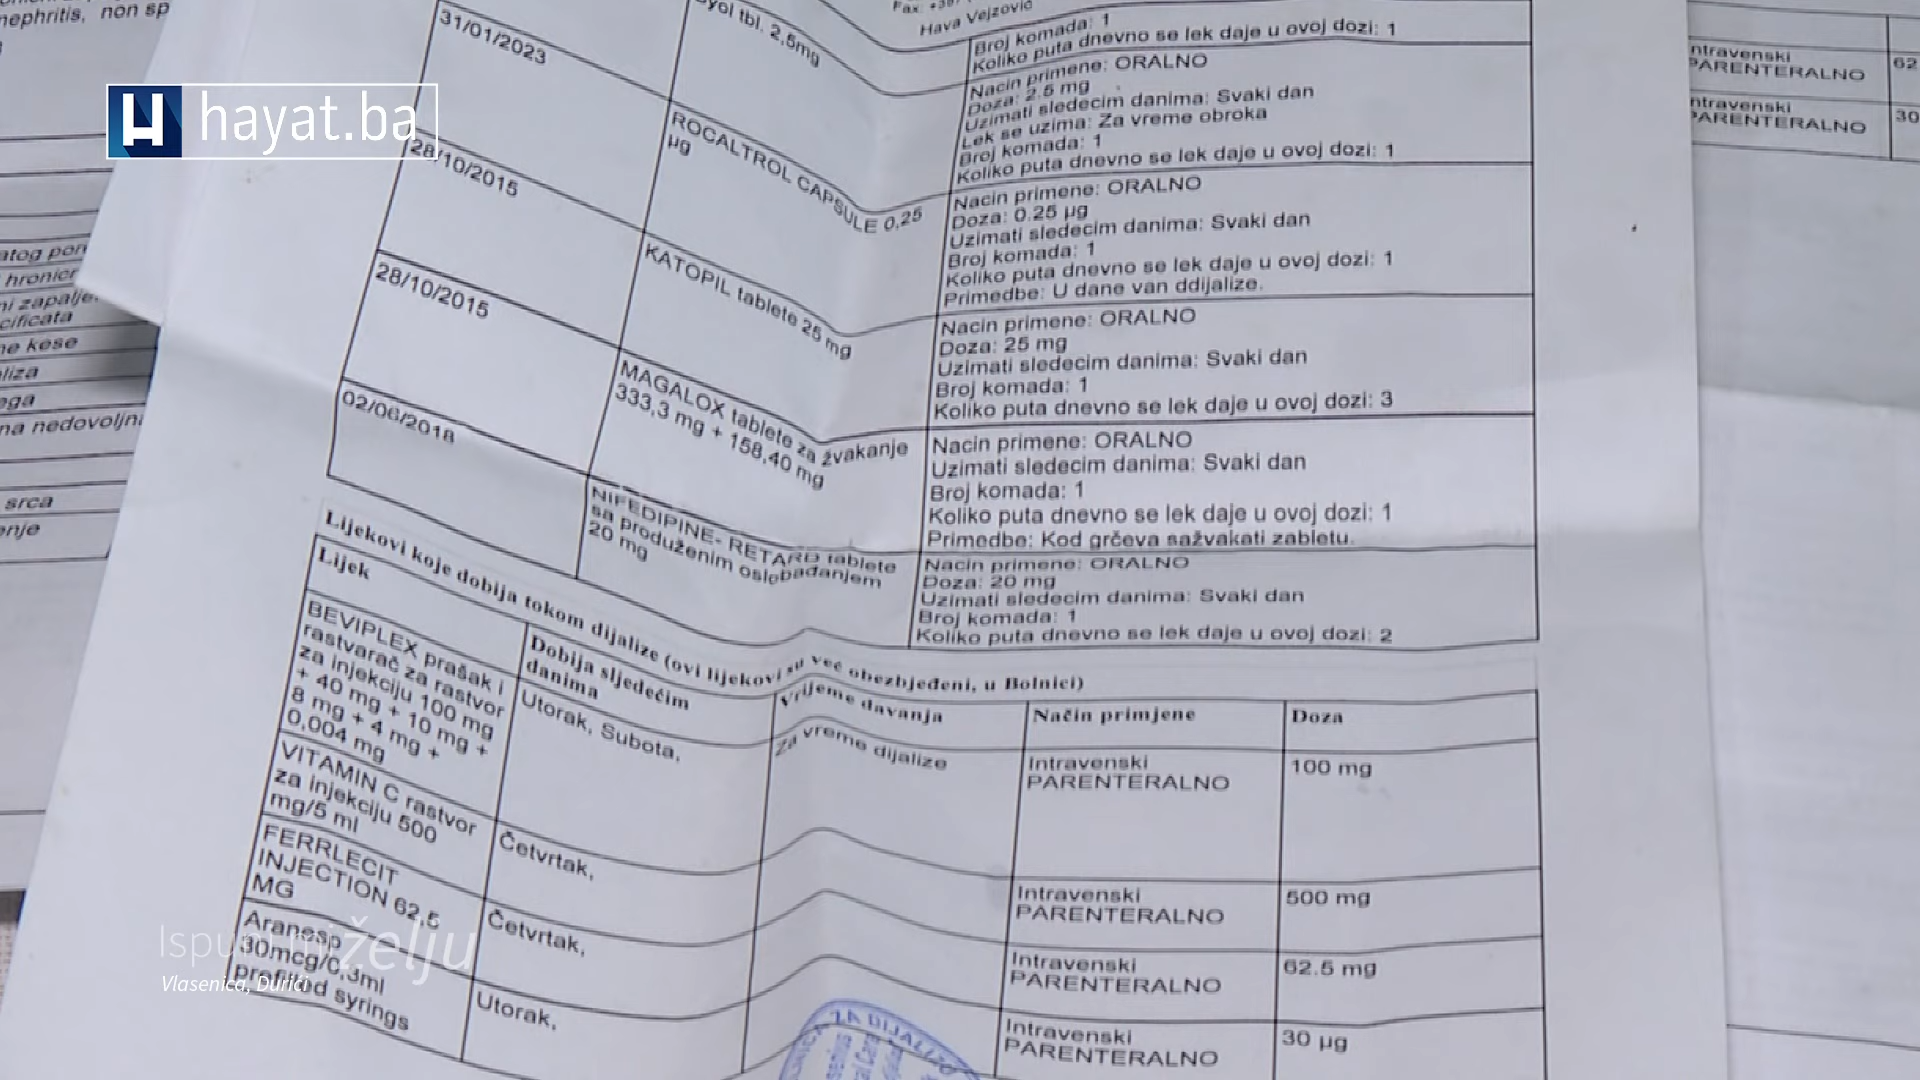 nephritis, non sp
Fax: +387
Hava Vejzović
31/01/2023
tbl. 2,5mg
Broj komada: 1
Koliko puta dnevno se lek daje u ovoj dozi: 1
Nacin primene: ORALNO
Doza: 2.5 mg
Uzimati sledecim danima: Svaki dan
Lek se uzima: Za vreme obroka
Broj komada: 1
Koliko puta dnevno se lek daje u ovoj dozi: 1
28/10/2015
ROCALTROL CAPSULE 0,25
µg
Nacin primene: ORALNO
Doza: 0.25 µg
Uzimati sledecim danima: Svaki dan
Broj komada: 1
Koliko puta dnevno se lek daje u ovoj dozi: 1
Primedbe: U dane van ddijalize.
28/10/2015
KATOPIL tablete 25 mg
Nacin primene: ORALNO
Doza: 25 mg
Uzimati sledecim danima: Svaki dan
Broj komada: 1
Koliko puta dnevno se lek daje u ovoj dozi: 3
02/06/2018
MAGALOX tablete za žvakanje
333,3 mg + 158,40 mg
Nacin primene: ORALNO
Uzimati sledecim danima: Svaki dan
Broj komada: 1
Koliko puta dnevno se lek daje u ovoj dozi: 1
Primedbe: Kod grčeva sažvakati zabletu.
NIFEDIPINE- RETARD tablete
sa produženim oslobađanjem
20 mg
Nacin primene: ORALNO
Doza: 20 mg
Uzimati sledecim danima: Svaki dan
Broj komada: 1
Koliko puta dnevno se lek daje u ovoj dozi: 2
Lijekovi koje dobija tokom dijalize (ovi lijekovi su već obezbjeđeni, u Bolnici)
Lijek
Dobija sljedećim
danima
Vrijeme davanja
Način primjene
Doza
BEVIPLEX prašak i
rastvarač za rastvor
za injekciju 100 mg
+ 40 mg + 10 mg +
8 mg + 4 mg +
0,004 mg
Utorak, Subota,
Za vreme dijalize
Intravenski
PARENTERALNO
100 mg
VITAMIN C rastvor
za injekciju 500
mg/5 ml
Četvrtak,
Intravenski
PARENTERALNO
500 mg
FERRLECIT
INJECTION 62,5
MG
Četvrtak,
Intravenski
PARENTERALNO
62.5 mg
Aranesp
30mcg/0,3ml
prefilled syrings
Utorak,
Intravenski
PARENTERALNO
30 µg
ZA DIJALIZU
hronicn
ne kese
na nedovoljna
srca
PARENTERALNO
62
PARENTERALNO
30
hayat.ba
Ispuni mi želju
Vlasenica, Durići